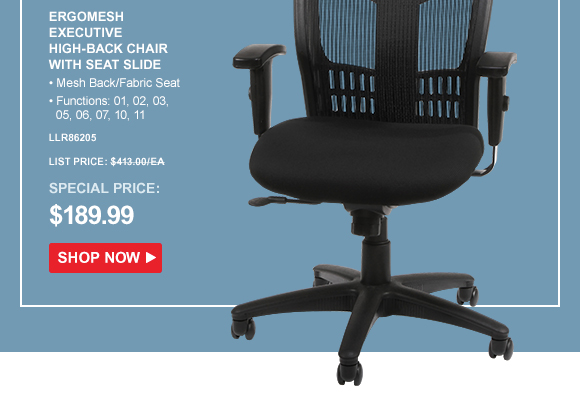 ERGOMESH
EXECUTIVE
HIGH-BACK CHAIR
WITH SEAT SLIDE
• Mesh Back/Fabric Seat
• Functions: 01, 02, 03,
05, 06, 07, 10, 11
LLR86205
LIST PRICE: $413.00/EA
SPECIAL PRICE:
$189.99
SHOP NOW ▶